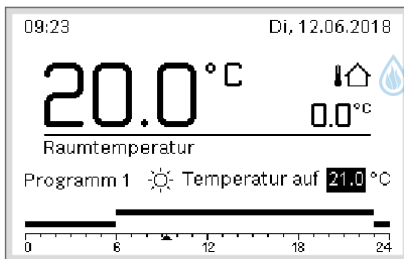 09:23 Di, 12.06.2018
20.0°C
0.0°C
Raumtemperatur
Programm 1 Temperatur auf 21.0 °C
0 6 12 18 24